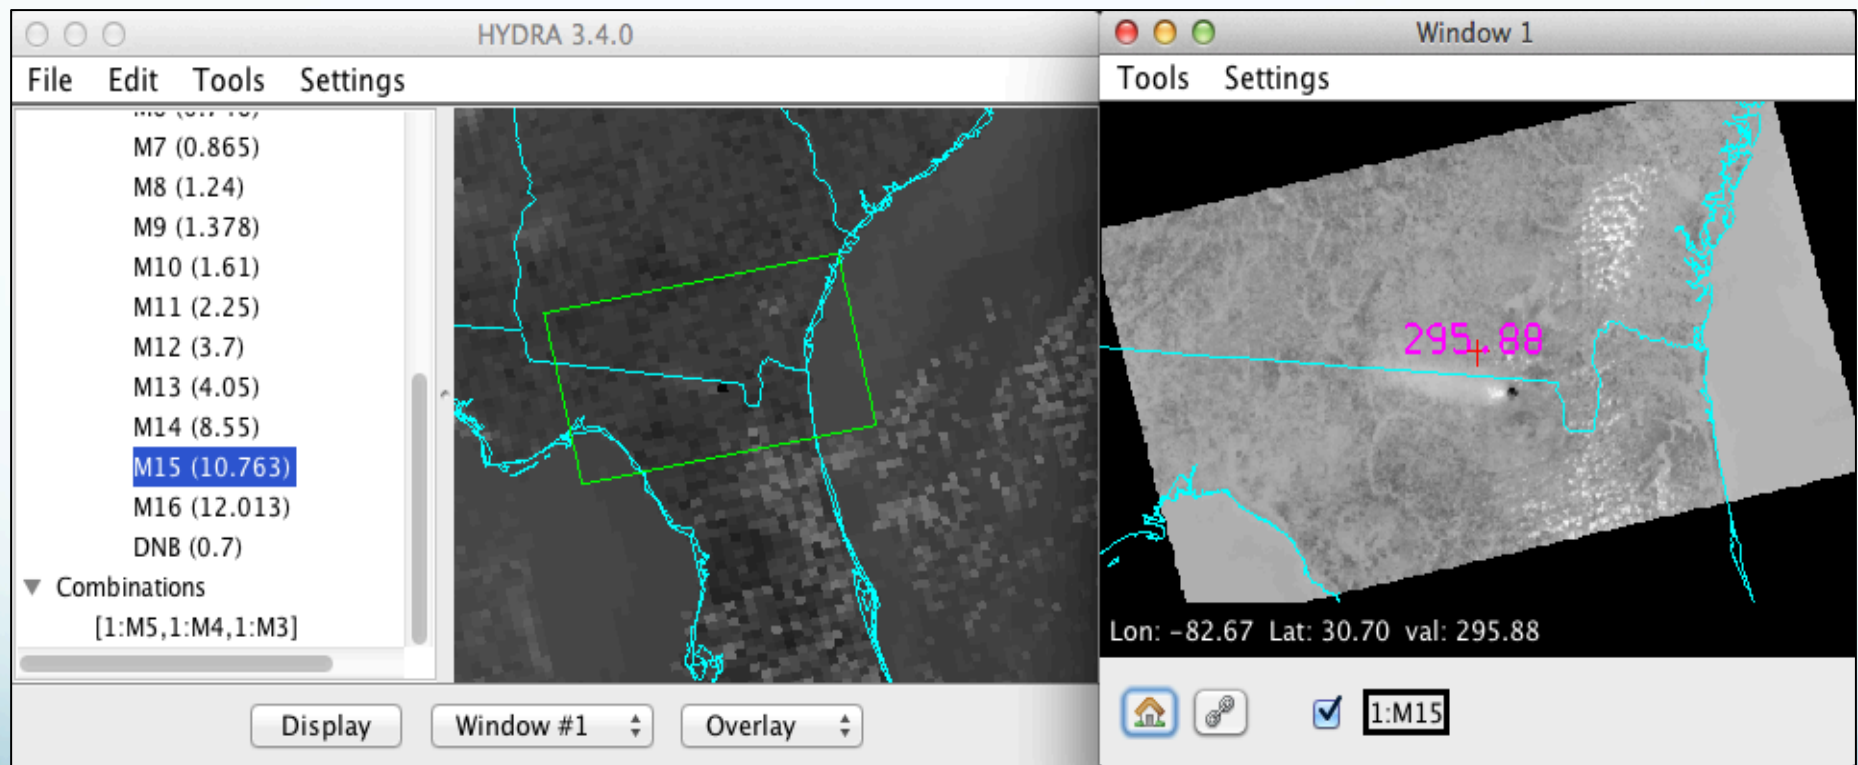 HYDRA 3.4.0
File Edit Tools Settings
M7 (0.865)
M8 (1.24)
M9 (1.378)
M10 (1.61)
M11 (2.25)
M12 (3.7)
M13 (4.05)
M14 (8.55)
M15 (10.763)
M16 (12.013)
DNB (0.7)
Combinations
[1:M5,1:M4,1:M3]
Display Window #1 Overlay
Window 1
Tools Settings
295.88
Lon: -82.67 Lat: 30.70 val: 295.88
1:M15